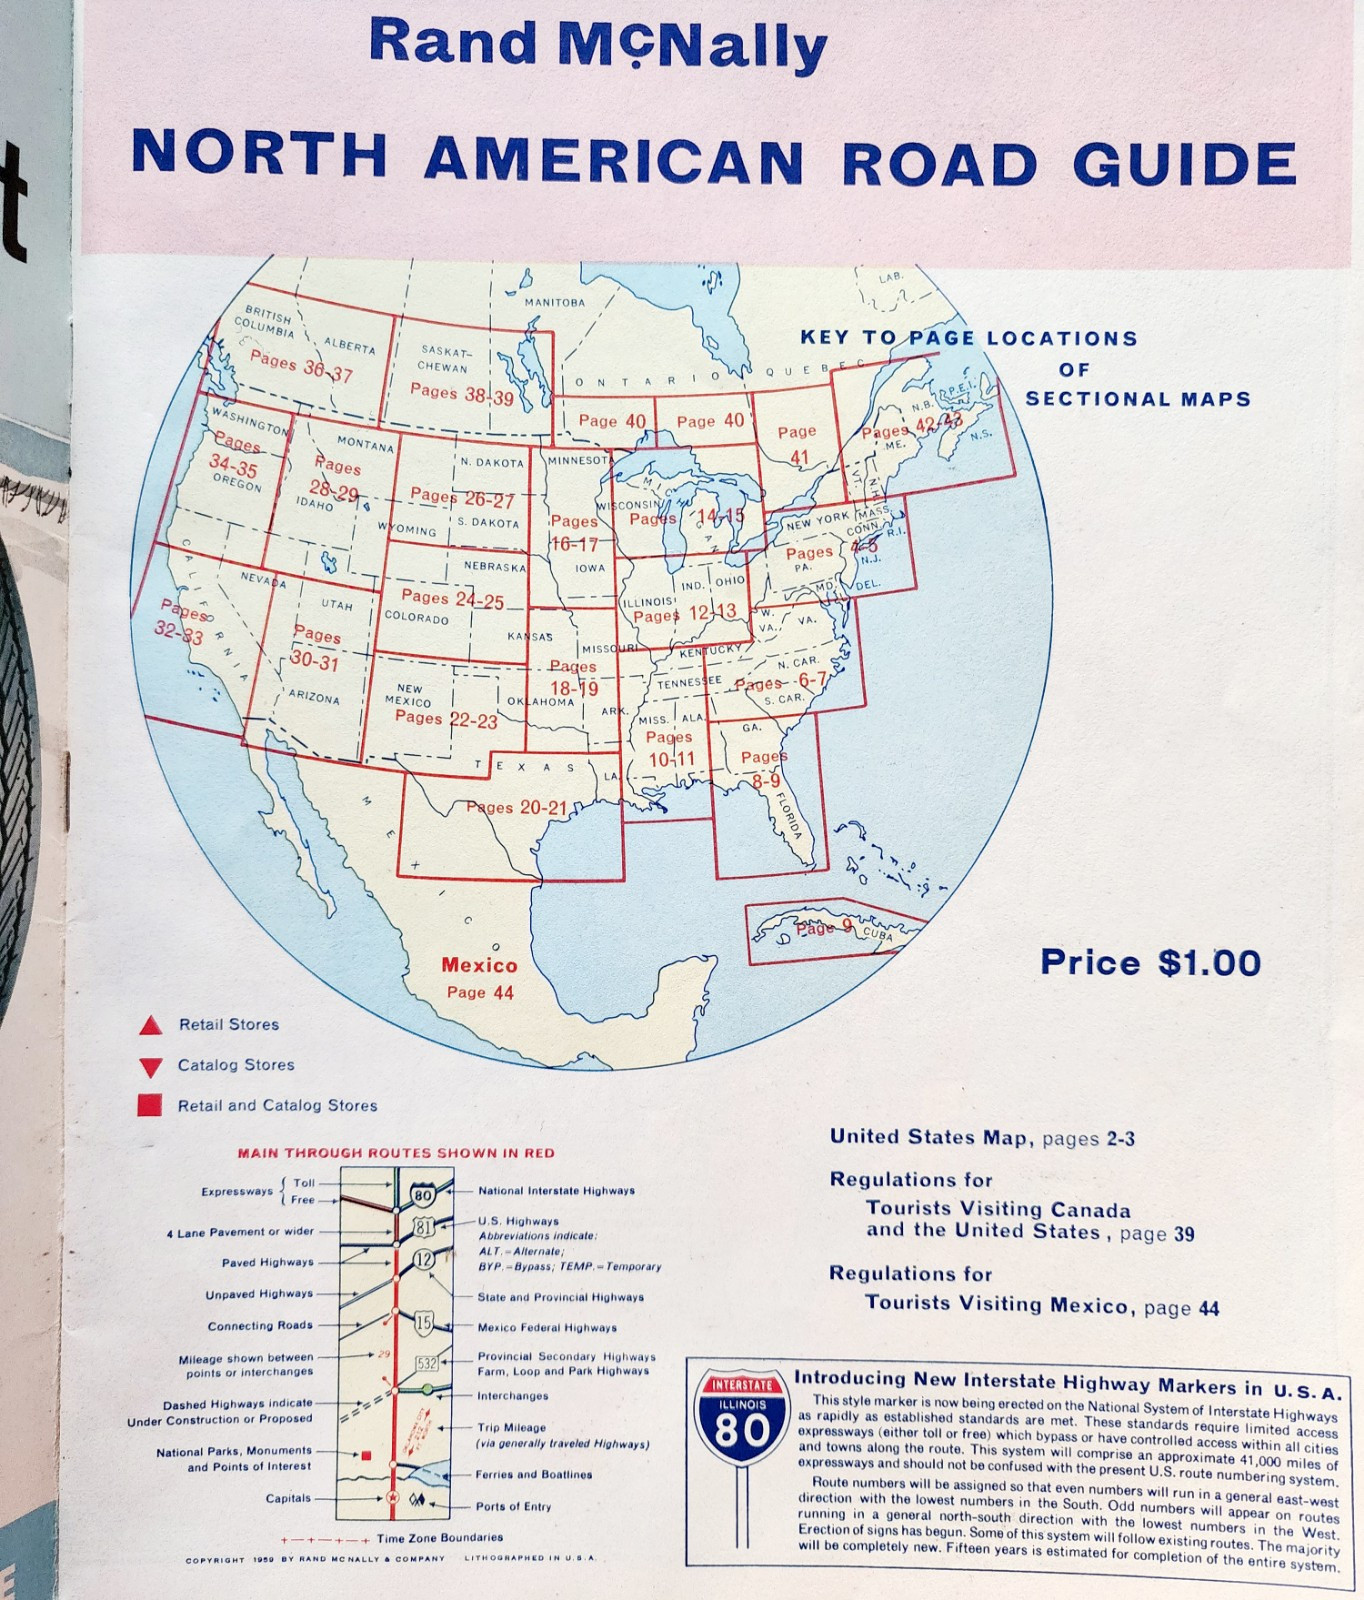 t
E
Rand McNally
NORTH AMERICAN ROAD GUIDE
KEY TO PAGE LOCATIONS
OF
SECTIONAL MAPS
LAB.
MANITOBA
BRITISH
COLUMBIA
ALBERTA
Pages 36-37
SASKAT-
CHEWAN
Pages 38-39
ONTARIO
QUEBEC
Page 40
Page 40
Page
41
N.B.
P.E.I.
Pages 42-43
ME.
N.S.
VT.
N.H.
WASHINGTON
Pages
34-35
OREGON
MONTANA
Pages
28-29
IDAHO
WYOMING
N. DAKOTA
Pages 26-27
S. DAKOTA
MINNESOTA
Pages
16-17
IOWA
WISCONSIN
MICHIGAN
Pages 14-15
NEW YORK
MASS.
CONN.
R.I.
Pages 4-5
PA.
N.J.
MD.
DEL.
CALIFORNIA
NEVADA
Pages
32-33
UTAH
Pages
30-31
ARIZONA
NEBRASKA
Pages 24-25
COLORADO
KANSAS
ILLINOIS
IND.
OHIO
Pages 12-13
W.
VA.
VA.
MISSOURI
Pages
18-19
OKLAHOMA
ARK.
KENTUCKY
TENNESSEE
N. CAR.
Pages 6-7
S. CAR.
NEW
MEXICO
Pages 22-23
MISS.
ALA.
Pages
10-11
GA.
Pages
8-9
FLORIDA
TEXAS
LA.
Pages 20-21
MEXICO
Page 9
CUBA
Mexico
Page 44
Price $1.00
Retail Stores
Catalog Stores
Retail and Catalog Stores
MAIN THROUGH ROUTES SHOWN IN RED
Expressways { Toll
Free
4 Lane Pavement or wider
Paved Highways
Unpaved Highways
Connecting Roads
Mileage shown between
points or interchanges
Dashed Highways indicate
Under Construction or Proposed
National Parks, Monuments
and Points of Interest
Capitals
80
81
12
15
29
532
National Interstate Highways
U.S. Highways
Abbreviations indicate:
ALT.=Alternate;
BYP.=Bypass; TEMP.=Temporary
State and Provincial Highways
Mexico Federal Highways
Provincial Secondary Highways
Farm, Loop and Park Highways
Interchanges
Trip Mileage
(via generally traveled Highways)
Ferries and Boatlines
Ports of Entry
Time Zone Boundaries
COPYRIGHT 1959 BY RAND MCNALLY & COMPANY LITHOGRAPHED IN U.S.A.
United States Map, pages 2-3
Regulations for
Tourists Visiting Canada
and the United States, page 39
Regulations for
Tourists Visiting Mexico, page 44
INTERSTATE
ILLINOIS
80
Introducing New Interstate Highway Markers in U.S.A.
This style marker is now being erected on the National System of Interstate Highways
as rapidly as established standards are met. These standards require limited access
expressways (either toll or free) which bypass or have controlled access within all cities
and towns along the route. This system will comprise an approximate 41,000 miles of
expressways and should not be confused with the present U.S. route numbering system.
Route numbers will be assigned so that even numbers will run in a general east-west
direction with the lowest numbers in the South. Odd numbers will appear on routes
running in a general north-south direction with the lowest numbers in the West.
Erection of signs has begun. Some of this system will follow existing routes. The majority
will be completely new. Fifteen years is estimated for completion of the entire system.